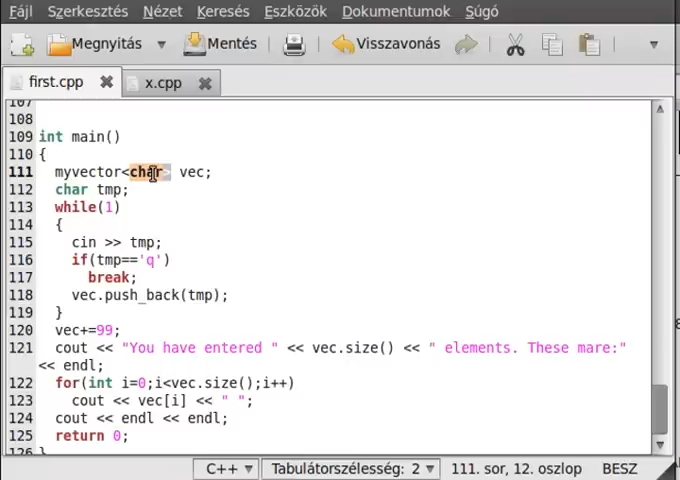 Fájl Szerkesztés Nézet Keresés Eszközök Dokumentumok Súgó
Megnyitás Mentés Visszavonás
first.cpp x.cpp
107
108
109 int main()
110 {
111 myvector<char> vec;
112 char tmp;
113 while(1)
114 {
115 cin >> tmp;
116 if(tmp=='q')
117 break;
118 vec.push_back(tmp);
119 }
120 vec+=99;
121 cout << "You have entered " << vec.size() << " elements. These mare:"
<< endl;
122 for(int i=0;i<vec.size();i++)
123 cout << vec[i] << " ";
124 cout << endl << endl;
125 return 0;
126 }
C++ Tabulátorszélesség: 2 111. sor, 12. oszlop BESZ